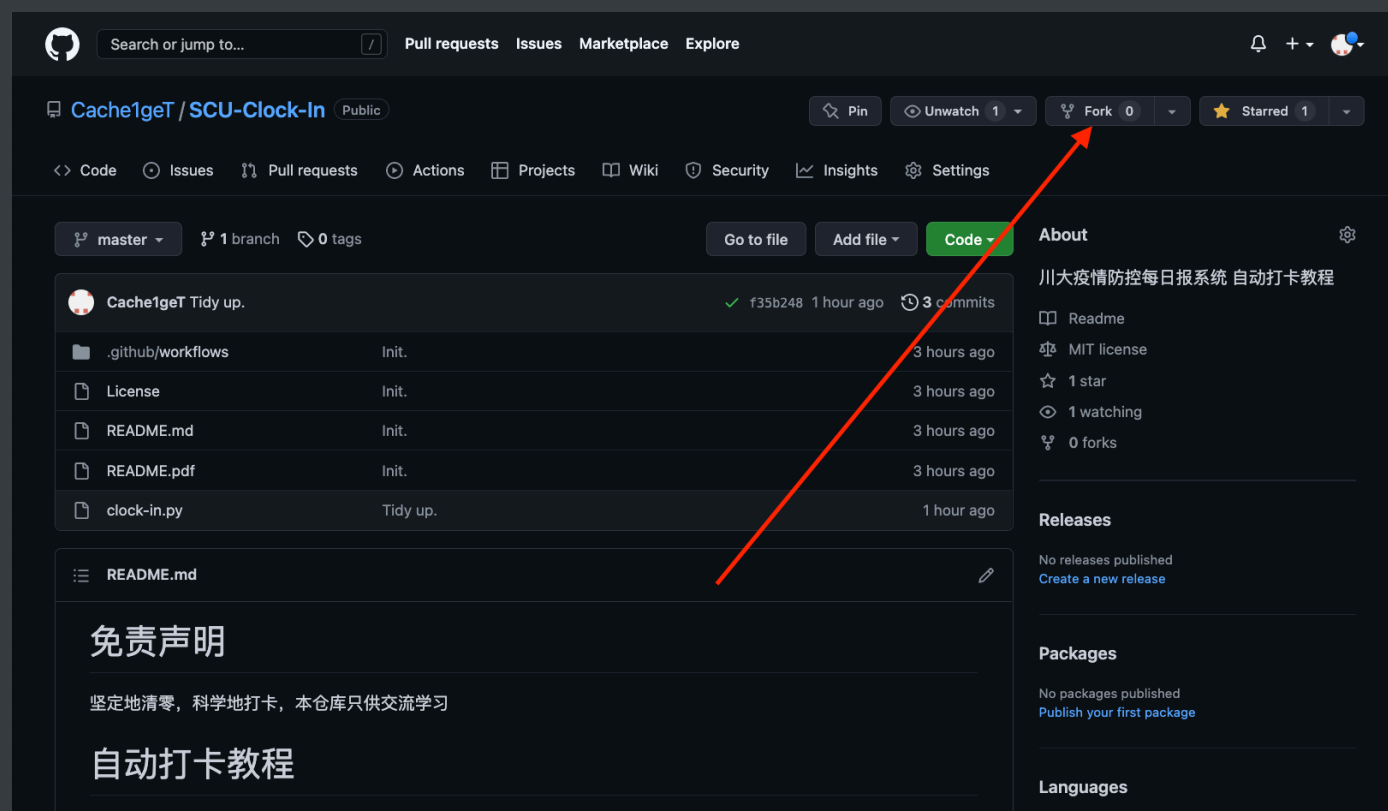 Search or jump to... /
Pull requests Issues Marketplace Explore
Cache1geT / SCU-Clock-In Public
Pin Unwatch 1 Fork 0 Starred 1
Code Issues Pull requests Actions Projects Wiki Security Insights Settings
master 1 branch 0 tags Go to file Add file Code
Cache1geT Tidy up. f35b248 1 hour ago 3 commits
.github/workflows Init. 3 hours ago
License Init. 3 hours ago
README.md Init. 3 hours ago
README.pdf Init. 3 hours ago
clock-in.py Tidy up. 1 hour ago
README.md
免责声明
坚定地清零，科学地打卡，本仓库只供交流学习
自动打卡教程
About
川大疫情防控每日报系统 自动打卡教程
Readme
MIT license
1 star
1 watching
0 forks
Releases
No releases published
Create a new release
Packages
No packages published
Publish your first package
Languages